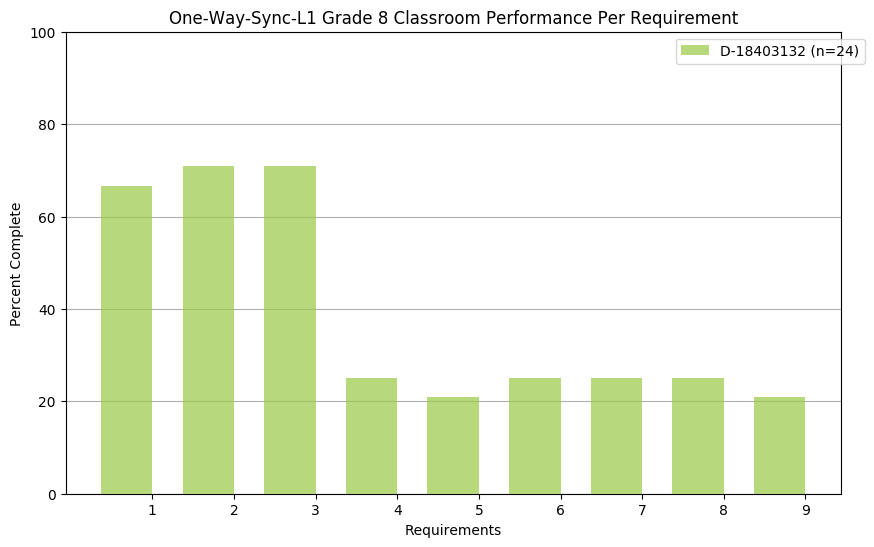 One-Way-Sync-L1 Grade 8 Classroom Performance Per Requirement
D-18403132 (n=24)
100
80
60
40
20
0
Percent Complete
1 2 3 4 5 6 7 8 9
Requirements